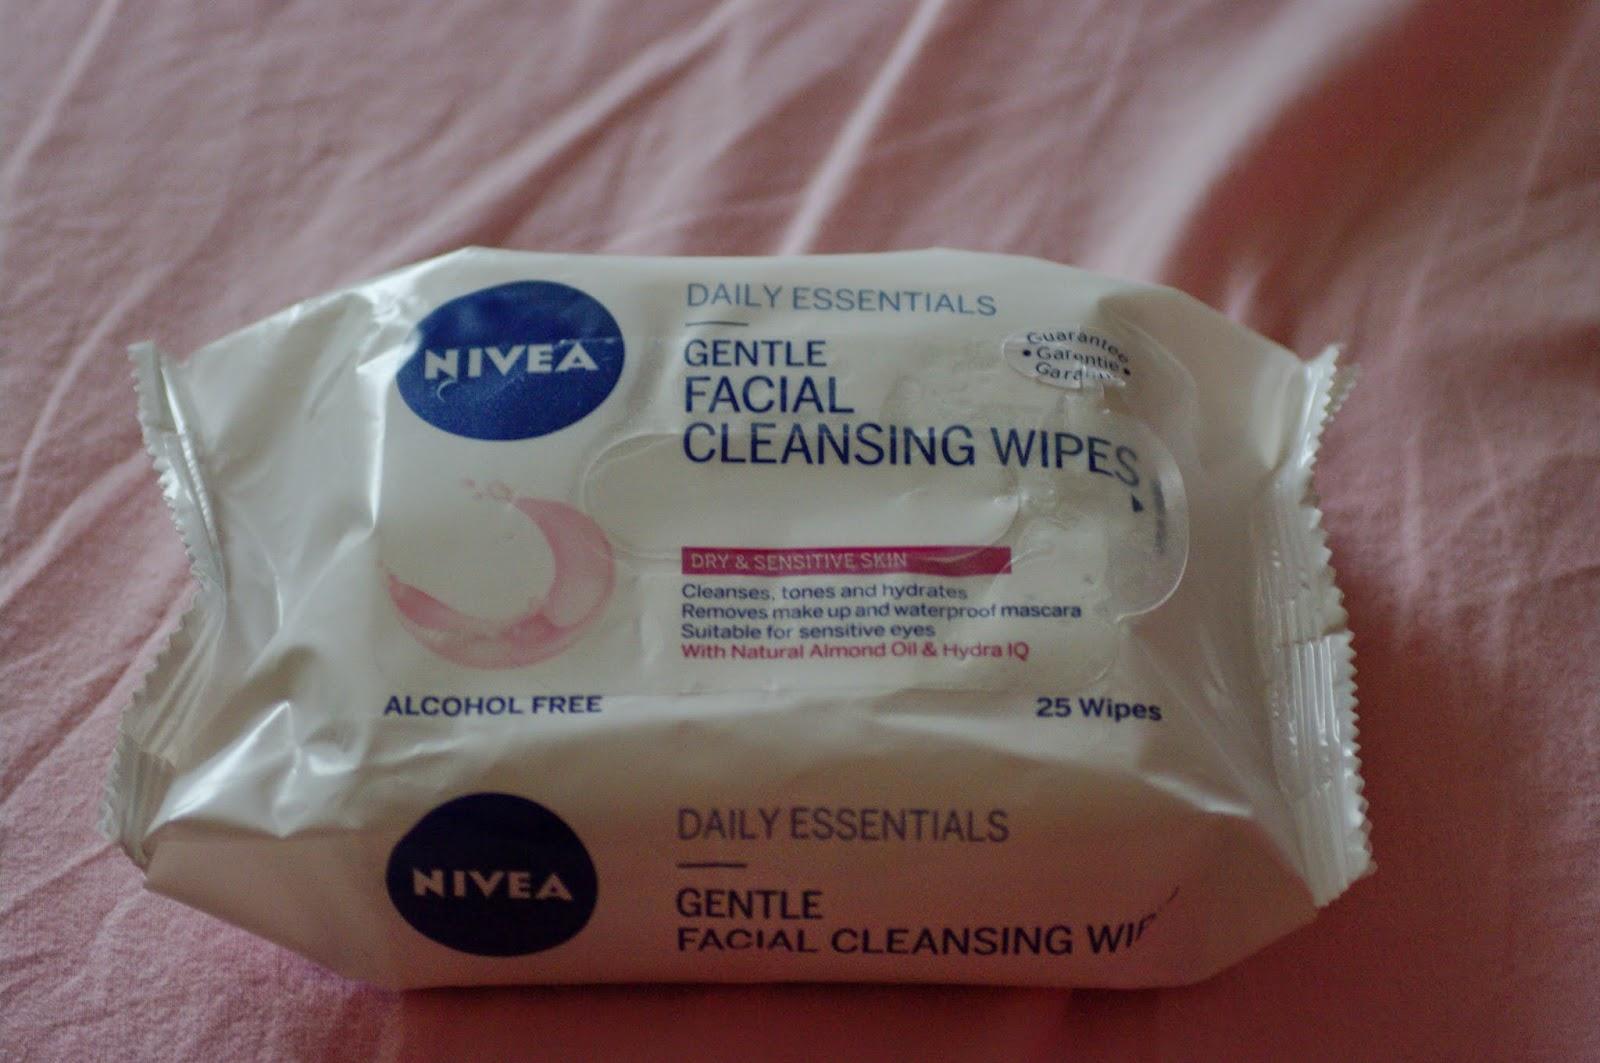 NIVEA
DAILY ESSENTIALS
GENTLE
FACIAL
CLEANSING WIPES
Guarantee
Garentie
DRY & SENSITIVE SKIN
Cleanses, tones and hydrates
Removes make up and waterproof mascara
Suitable for sensitive eyes
With Natural Almond Oil & Hydra IQ
ALCOHOL FREE
25 Wipes
NIVEA
DAILY ESSENTIALS
GENTLE
FACIAL CLEANSING